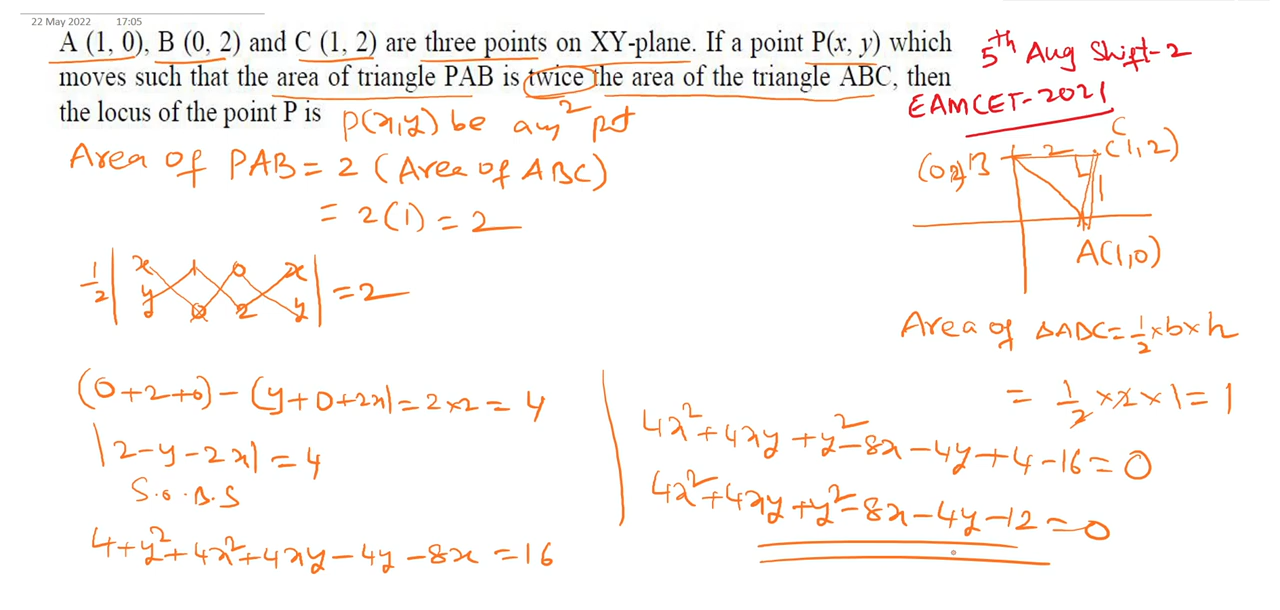 22 May 2022 17:05
A (1, 0), B (0, 2) and C (1, 2) are three points on XY-plane. If a point P(x, y) which
moves such that the area of triangle PAB is twice the area of the triangle ABC, then
the locus of the point P is
5th Aug Shift-2
EAMCET-2021
P(x,y) be any pt
2
Area of PAB = 2 (Area of ABC)
= 2(1) = 2
1/2 | x 1 0 x | = 2
y 0 2 y
(0+2+0) - (y+0+2x)| = 2x2 = 4
|2-y-2x| = 4
S.o.B.S
4+y²+4x²+4xy-4y-8x = 16
C
B 2 C(1,2)
1
A(1,0)
Area of ΔABC = 1/2 x b x h
= 1/2 x 2 x 1 = 1
4x²+4xy+y²-8x-4y+4-16=0
4x²+4xy+y²-8x-4y-12=0